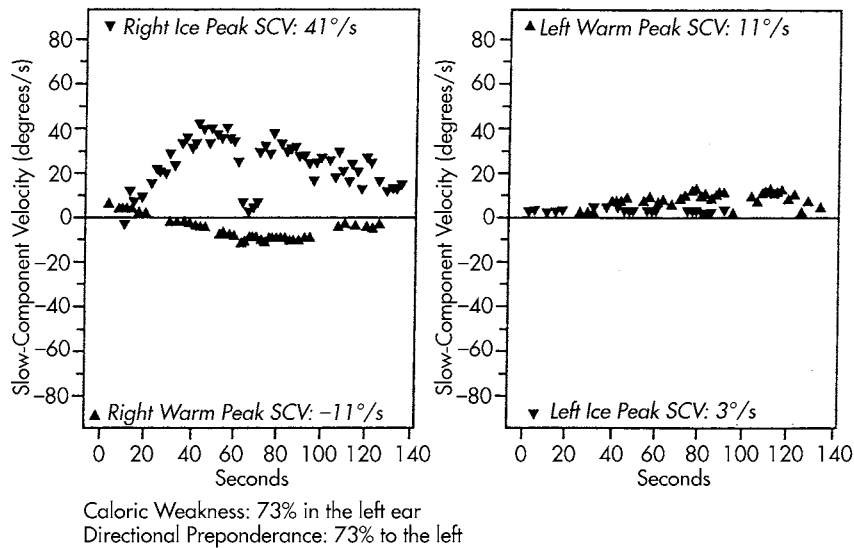 Right Ice Peak SCV: 41°/s
Left Warm Peak SCV: 11°/s
Slow-Component Velocity (degrees/s)
80
60
40
20
0
−20
−40
−60
−80
Slow-Component Velocity (degrees/s)
80
60
40
20
0
−20
−40
−60
−80
Right Warm Peak SCV: −11°/s
Left Ice Peak SCV: 3°/s
0 20 40 60 80 100 120 140
Seconds
0 20 40 60 80 100 120 140
Seconds
Caloric Weakness: 73% in the left ear
Directional Preponderance: 73% to the left